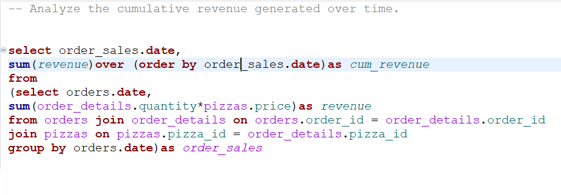 -- Analyze the cumulative revenue generated over time.
select order_sales.date,
sum(revenue)over (order by order_sales.date)as cum_revenue
from
(select orders.date,
sum(order_details.quantity*pizzas.price)as revenue
from orders join order_details on orders.order_id = order_details.order_id
join pizzas on pizzas.pizza_id = order_details.pizza_id
group by orders.date)as order_sales